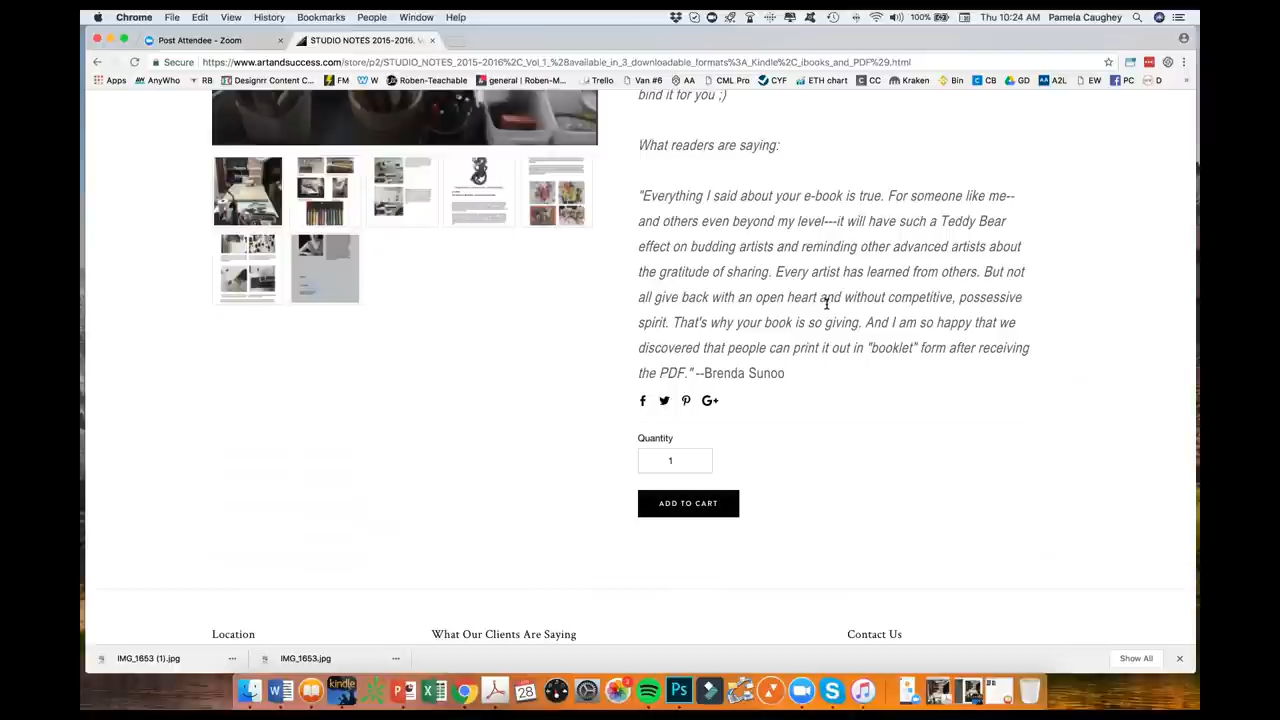 Chrome File Edit View History Bookmarks People Window Help 100% Thu 10:24 AM Pamela Caughey
Post Attendee - Zoom × STUDIO NOTES 2015-2016. ×
Secure https://www.artandsuccess.com/store/p2/STUDIO_NOTES_2015-2016%2C_Vol_1_%28available_in_3_downloadable_formats%3A_Kindle%2C_ibooks_and_PDF%29.html
Apps AnyWho RB Designrr Content C... FM W Roben-Teachable general | Roben-M... Trello Van #6 AA CML Pro CYF ETH chart CC Kraken Bin CB GD A2L EW PC D »
bind it for you ;)
What readers are saying:
"Everything I said about your e-book is true. For someone like me--
and others even beyond my level---it will have such a Teddy Bear
effect on budding artists and reminding other advanced artists about
the gratitude of sharing. Every artist has learned from others. But not
all give back with an open heart and without competitive, possessive
spirit. That's why your book is so giving. And I am so happy that we
discovered that people can print it out in "booklet" form after receiving
the PDF." --Brenda Sunoo
Quantity
1
ADD TO CART
Location What Our Clients Are Saying Contact Us
IMG_1653 (1).jpg IMG_1653.jpg Show All
kindle 28 Ps